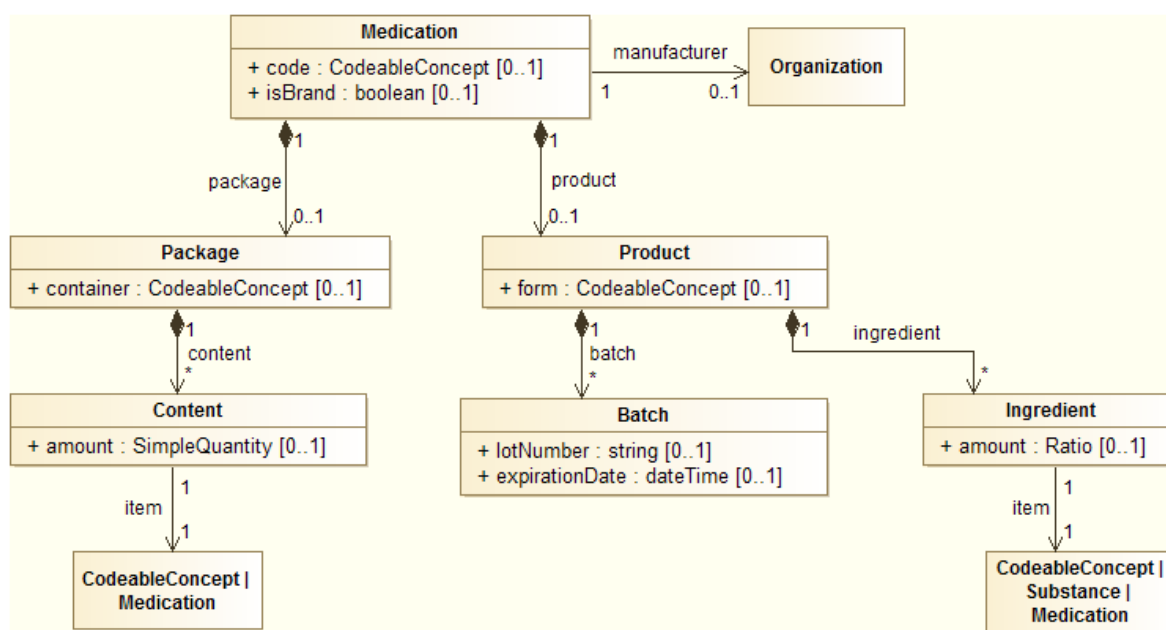 Medication
+ code : CodeableConcept [0..1]
+ isBrand : boolean [0..1]
manufacturer
1
0..1
Organization
1
package
0..1
1
product
0..1
Package
+ container : CodeableConcept [0..1]
Product
+ form : CodeableConcept [0..1]
1
content
*
1
batch
*
1
ingredient
*
Content
+ amount : SimpleQuantity [0..1]
Batch
+ lotNumber : string [0..1]
+ expirationDate : dateTime [0..1]
Ingredient
+ amount : Ratio [0..1]
1
item
1
1
item
1
CodeableConcept |
Medication
CodeableConcept |
Substance |
Medication